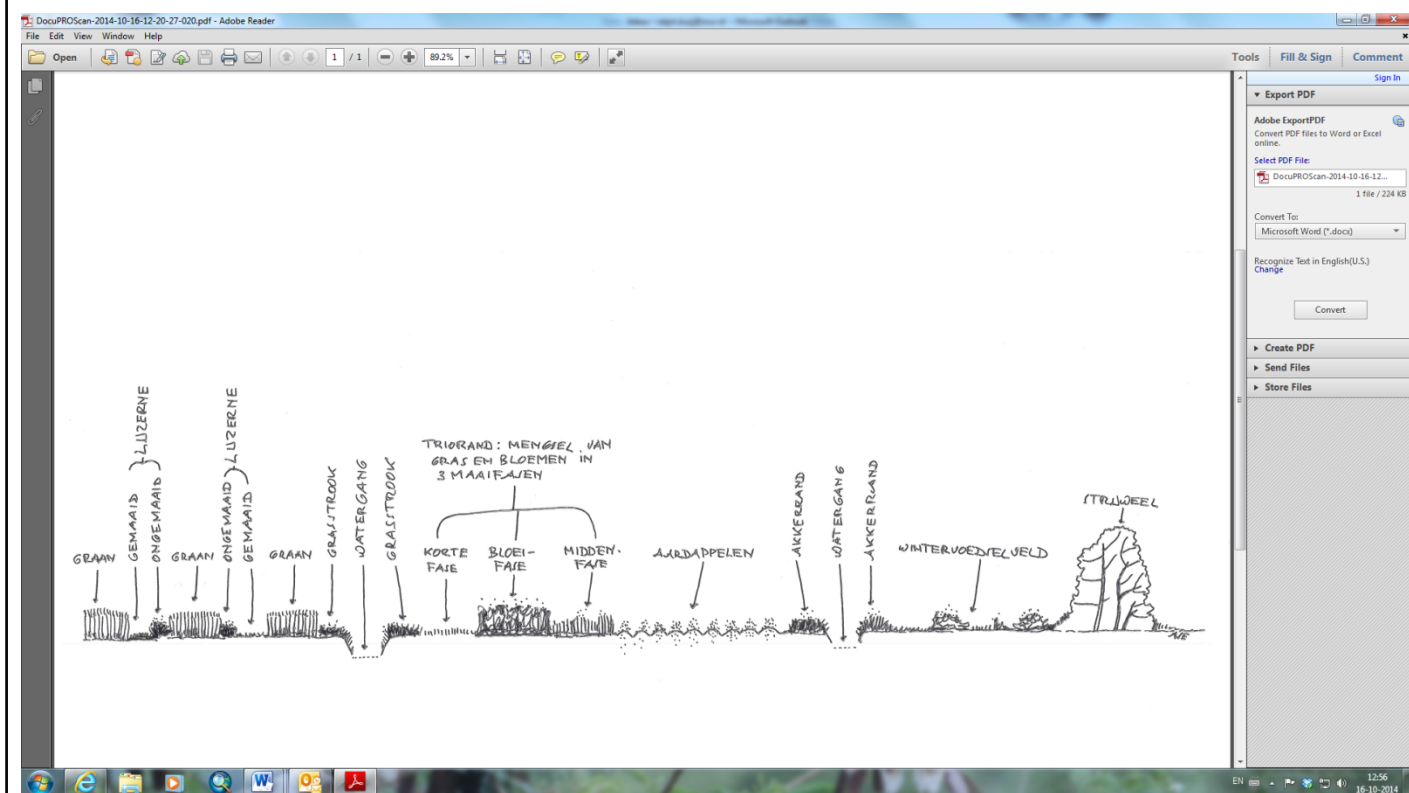 DocuPROScan-2014-10-16-12-20-27-020.pdf - Adobe Reader
File Edit View Window Help
Open
1 / 1
89.2%
Tools Fill & Sign Comment
Sign In
Export PDF
Adobe ExportPDF
Convert PDF files to Word or Excel
online.
Select PDF File:
DocuPROScan-2014-10-16-12...
1 file / 224 KB
Convert To:
Microsoft Word (*.docx)
Recognize Text in English(U.S.)
Change
Convert
Create PDF
Send Files
Store Files
GRAAN
GEMAAID
ONGEMAAID
LUZERNE
GRAAN
ONGEMAAID
GEMAAID
LUZERNE
GRAAN
GRASSTROOK
WATERGANG
GRASSTROOK
TRIORAND: MENGSEL VAN
GRAS EN BLOEMEN IN
3 MAAIFASEN
KORTE
FASE
BLOEI-
FASE
MIDDEN-
FASE
AARDAPPELEN
AKKERRAND
WATERGANG
AKKERRAND
WINTERVOEDSELVELD
STRUWEEL
EN
12:56
16-10-2014